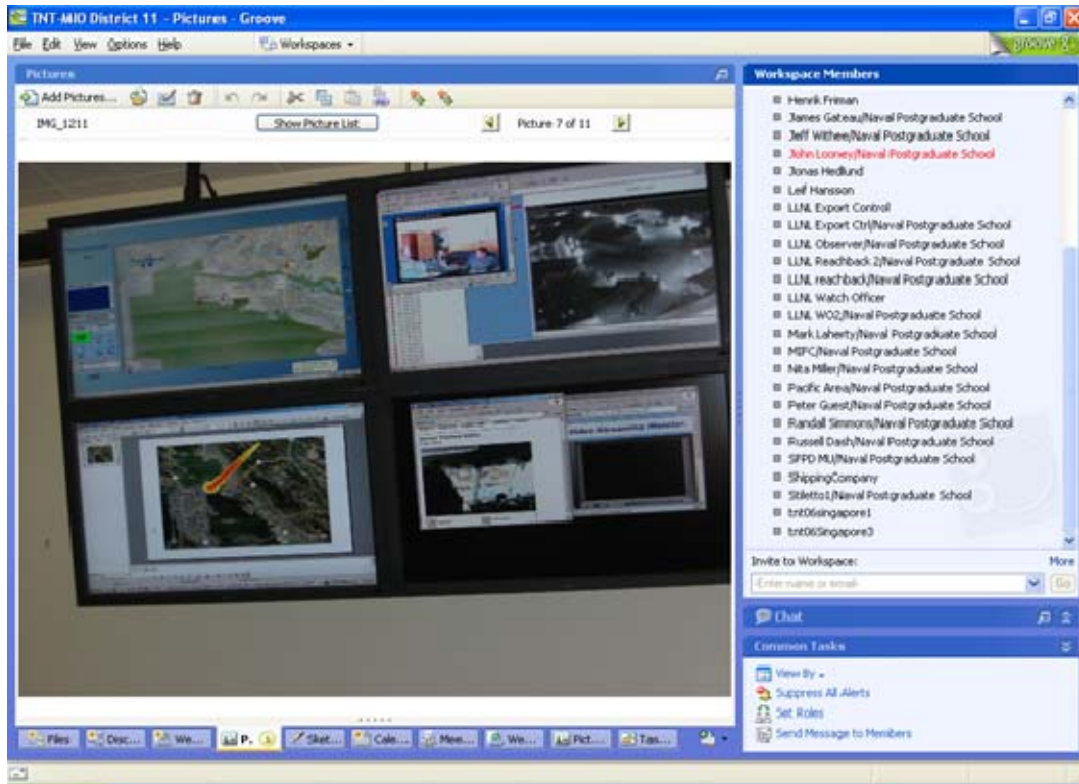 TNT-MIO District 11 - Pictures - Groove
File Edit View Options Help Workspaces
groove
Pictures
Add Pictures...
IMG_1211 Show Picture List Picture 7 of 11
Workspace Members
Henrik Friman
James Gateau/Naval Postgraduate School
Jeff Withee/Naval Postgraduate School
John Looney/Naval Postgraduate School
Jonas Hedlund
Leif Hansson
LLNL Export Controll
LLNL Export Ctrl/Naval Postgraduate School
LLNL Observer/Naval Postgraduate School
LLNL Reachback 2/Naval Postgraduate School
LLNL reachback/Naval Postgraduate School
LLNL Watch Officer
LLNL WO2/Naval Postgraduate School
Mark Laherty/Naval Postgraduate School
MIFC/Naval Postgraduate School
Nita Miller/Naval Postgraduate School
Pacific Area/Naval Postgraduate School
Peter Guest/Naval Postgraduate School
Randall Simmons/Naval Postgraduate School
Russell Dash/Naval Postgraduate School
SFPD MU/Naval Postgraduate School
ShippingCompany
Stiletto1/Naval Postgraduate School
tnt06singapore1
tnt06Singapore3
Invite to Workspace: More
Enter name or email Go
Chat
Common Tasks
View By
Suppress All Alerts
Set Roles
Send Message to Members
Files Disc... We... P. Sket... Cale... Mee... We... Pict... Tas...